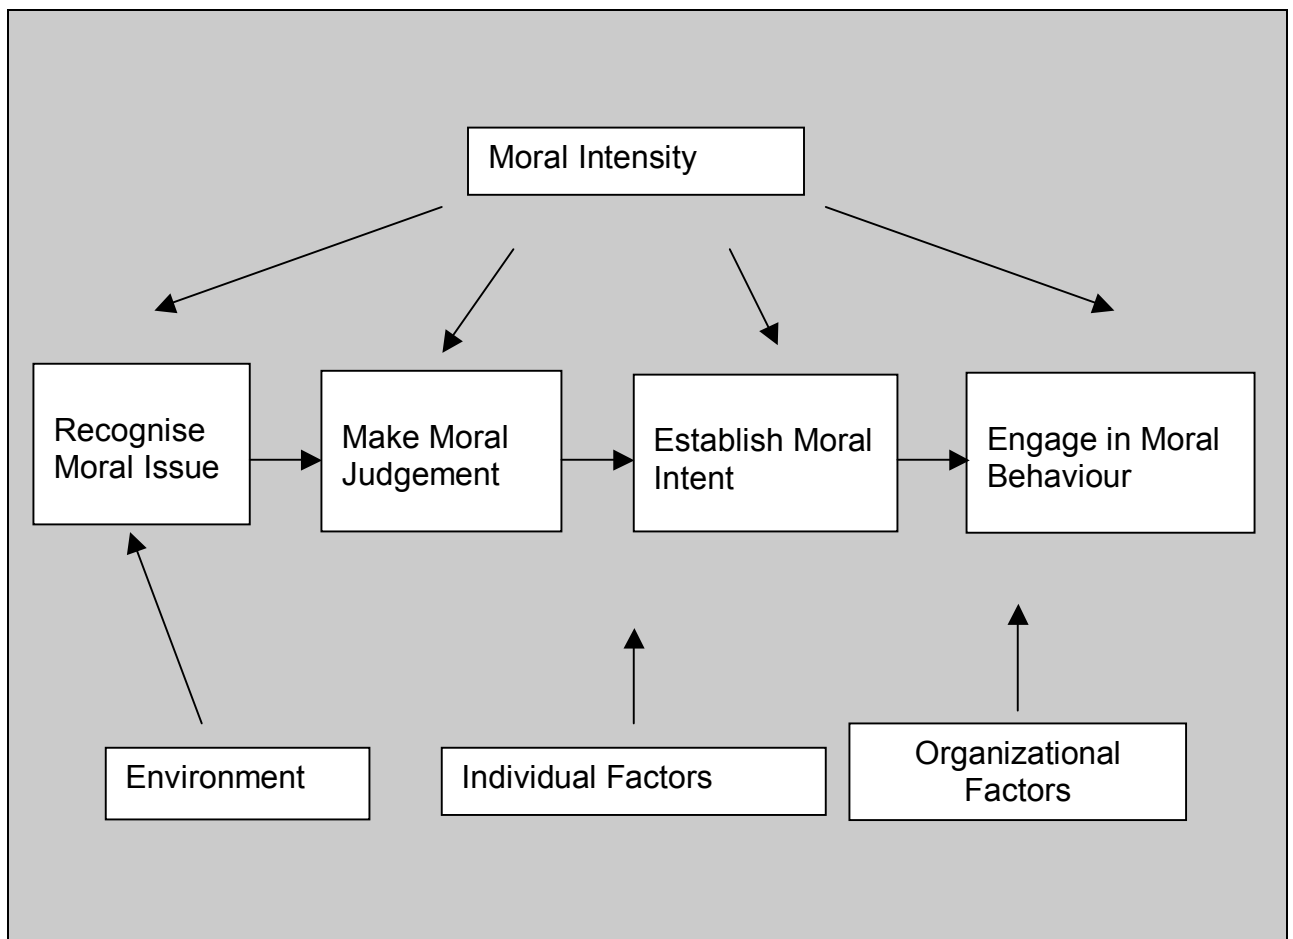 Moral Intensity
Recognise
Moral Issue
Make Moral
Judgement
Establish Moral
Intent
Engage in Moral
Behaviour
Environment
Individual Factors
Organizational
Factors